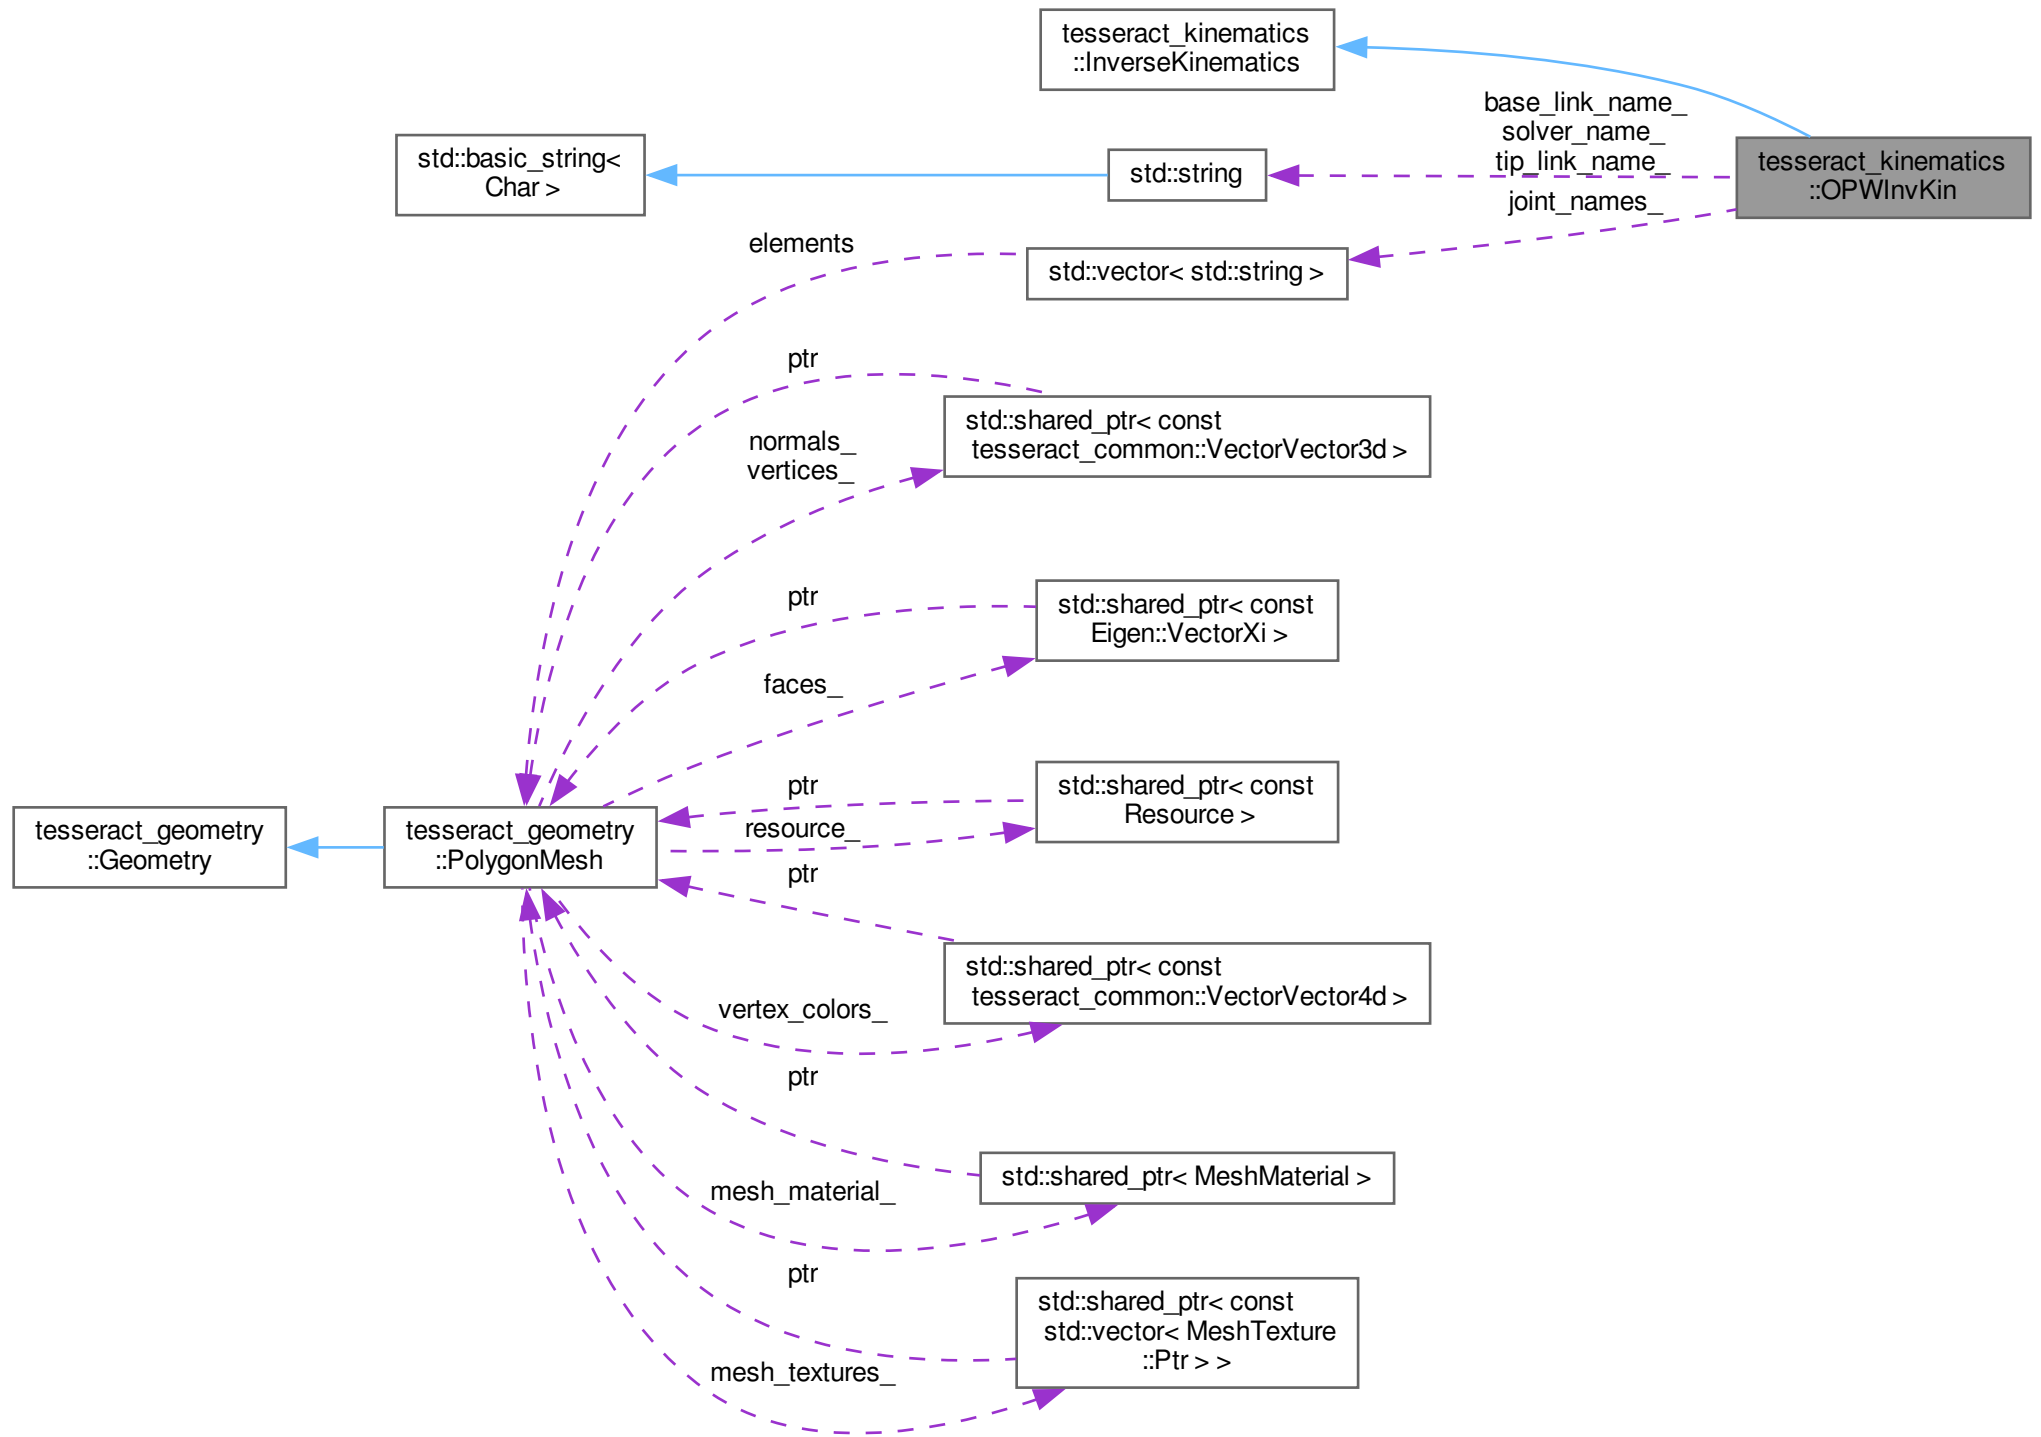 tesseract_kinematics
::InverseKinematics
base_link_name_
solver_name_
tip_link_name_
std::basic_string<
Char >
std::string
tesseract_kinematics
::OPWInvKin
joint_names_
elements
std::vector< std::string >
ptr
std::shared_ptr< const
tesseract_common::VectorVector3d >
normals_
vertices_
ptr
std::shared_ptr< const
Eigen::VectorXi >
faces_
ptr
std::shared_ptr< const
Resource >
resource_
tesseract_geometry
::Geometry
tesseract_geometry
::PolygonMesh
ptr
std::shared_ptr< const
tesseract_common::VectorVector4d >
vertex_colors_
ptr
std::shared_ptr< MeshMaterial >
mesh_material_
ptr
std::shared_ptr< const
std::vector< MeshTexture
::Ptr > >
mesh_textures_